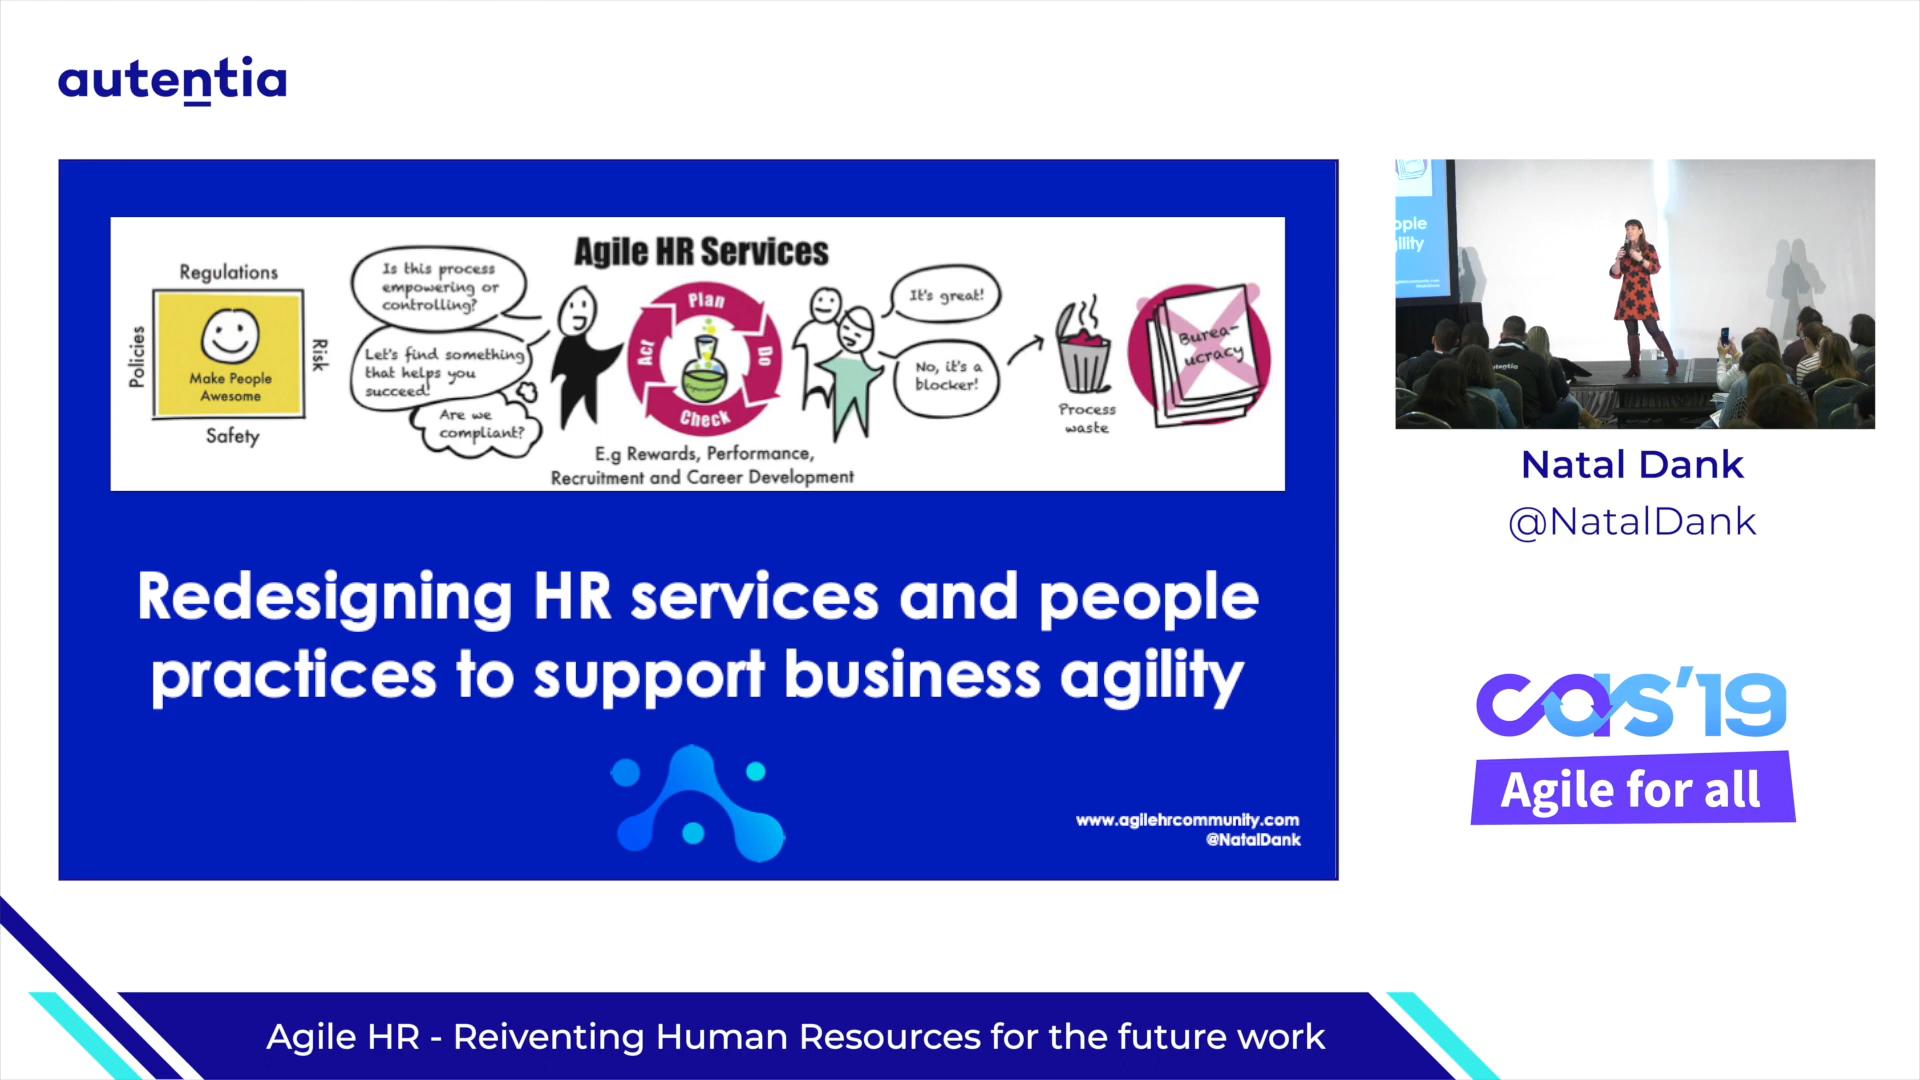 autentia
Agile HR Services
Regulations
Policies
Risk
Make People
Awesome
Safety
Is this process
empowering or
controlling?
Let's find something
that helps you
succeed!
Are we
compliant?
Plan
Do
Check
Act
E.g Rewards, Performance,
Recruitment and Career Development
It's great!
No, it's a
blocker!
Process
waste
Burea-
ucracy
Redesigning HR services and people
practices to support business agility
www.agilehrcommunity.com
@NatalDank
ople
ility
Natal Dank
@NatalDank
cas'19
Agile for all
Agile HR - Reiventing Human Resources for the future work